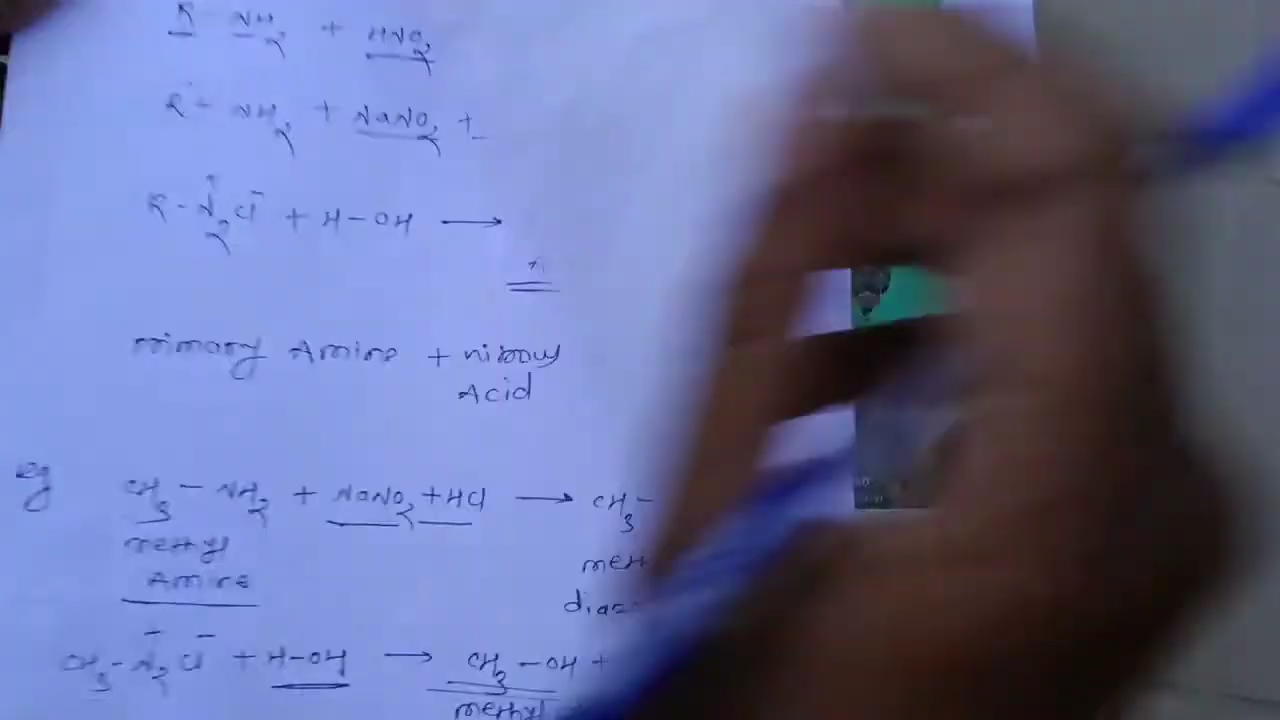 R - NH2 + HNO2
R - NH2 + NaNO2 +
R - N2 Cl + H-OH ⟶
Primary Amine + nitrous
Acid
eg
CH3 - NH2 + NaNO2 + HCl ⟶ CH3 -
methyl
Amine
CH3 - N2 Cl + H-OH ⟶ CH3 - OH +
methyl